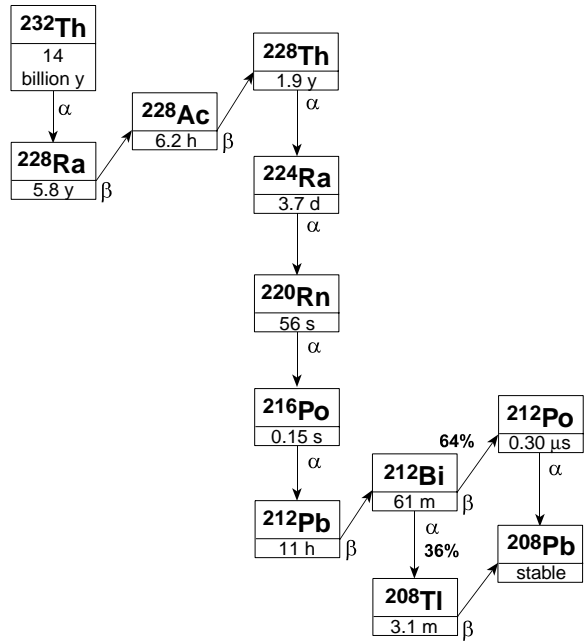 ²³²Th
14
billion y
α
²²⁸Ra
5.8 y
β
²²⁸Ac
6.2 h
β
²²⁸Th
1.9 y
α
²²⁴Ra
3.7 d
α
²²⁰Rn
56 s
α
²¹⁶Po
0.15 s
α
²¹²Pb
11 h
β
²¹²Bi
61 m
β
64%
α
36%
²¹²Po
0.30 μs
α
²⁰⁸Tl
3.1 m
β
²⁰⁸Pb
stable